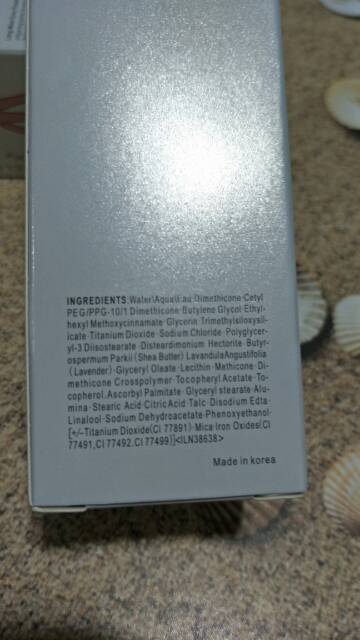 INGREDIENTS:Water\Aqua\Eau·Dimethicone·Cetyl
PEG/PPG-10/1 Dimethicone·Butylene Glycol·Ethyl-
hexyl Methoxycinnamate·Glycerin·Trimethylsiloxysil-
icate·Titanium Dioxide·Sodium Chloride·Polyglycer-
yl-3 Diisostearate·Disteardimonium Hectorite·Butyr-
ospermum Parkii (Shea Butter)·LavandulaAngustifolia
(Lavender)·Glyceryl Oleate·Lecithin·Methicone·Di-
methicone Crosspolymer·Tocopheryl Acetate·To-
copherol.Ascorbyl Palmitate·Glyceryl stearate·Alu-
mina·Stearic Acid·CitricAcid·Talc·Disodium Edta·
Linalool·Sodium Dehydroacetate·Phenoxyethanol·
[+/–Titanium Dioxide(CI 77891)·Mica·Iron Oxides(CI
77491,CI 77492,CI 77499)]<ILN38638>
Made in korea